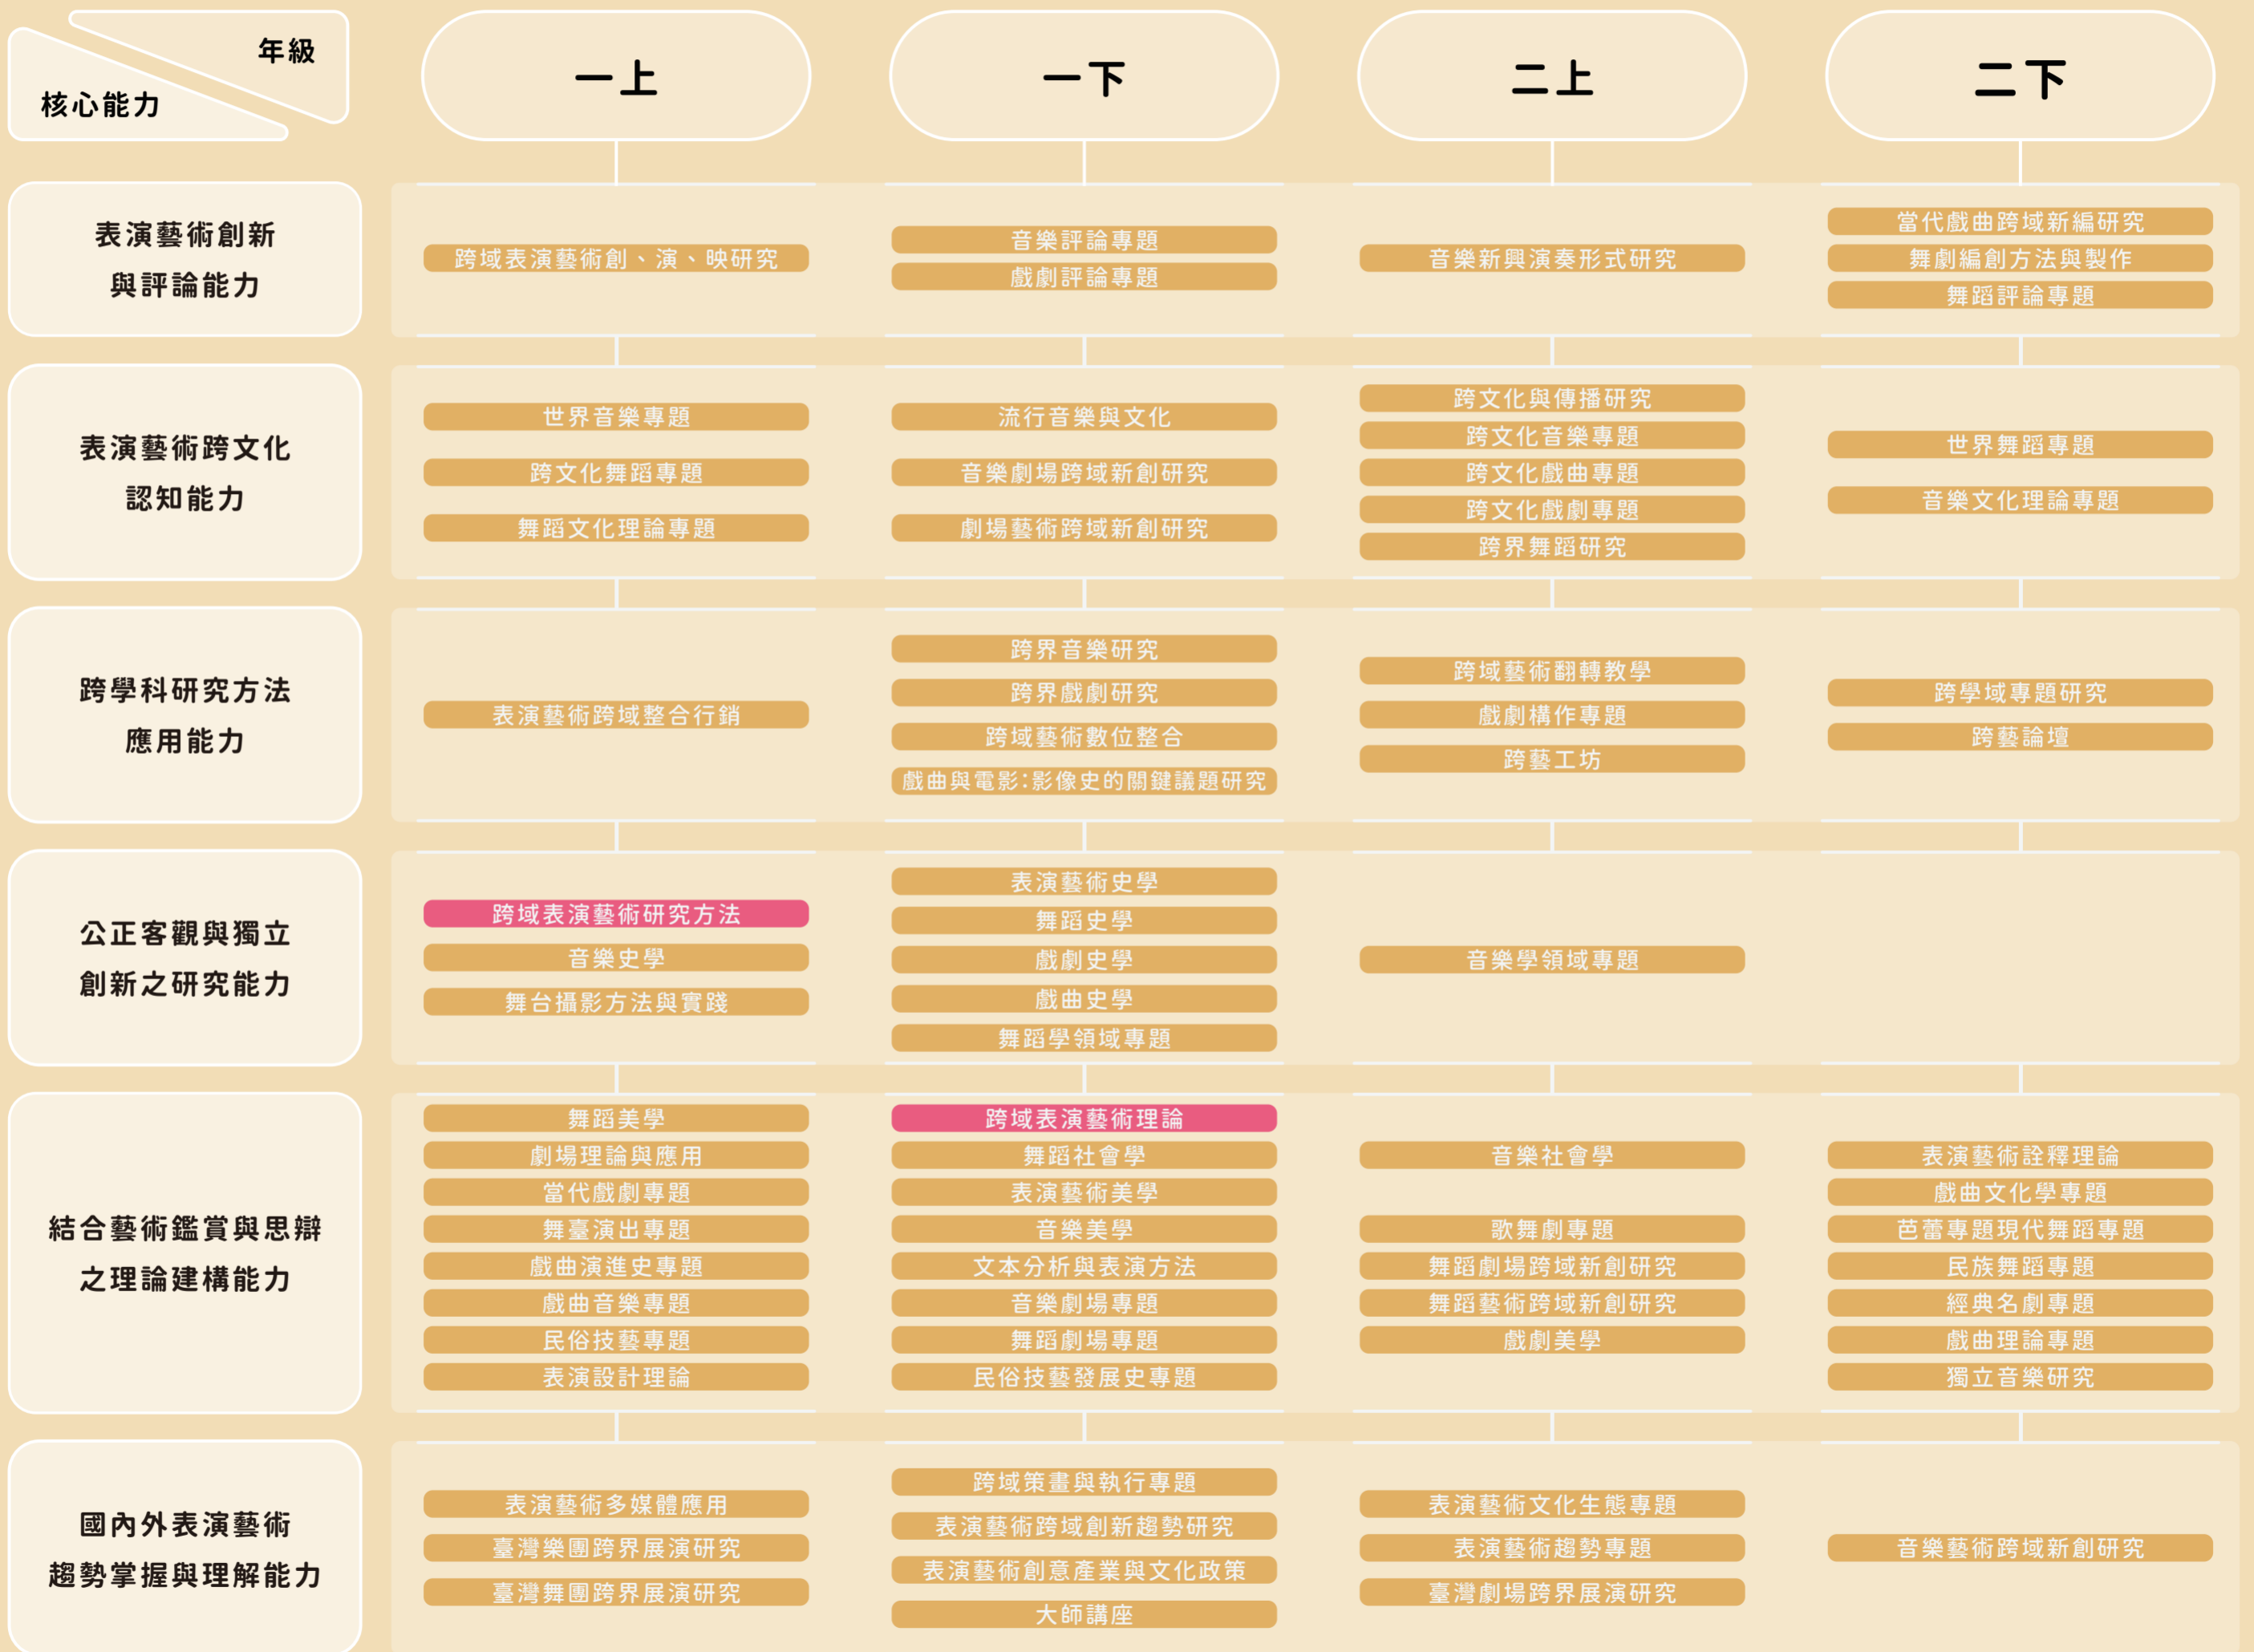 年級
核心能力
一上
一下
二上
二下
表演藝術創新
與評論能力
跨域表演藝術創、演、映研究
音樂評論專題
戲劇評論專題
音樂新興演奏形式研究
當代戲曲跨域新編研究
舞劇編創方法與製作
舞蹈評論專題
表演藝術跨文化
認知能力
世界音樂專題
跨文化舞蹈專題
舞蹈文化理論專題
流行音樂與文化
音樂劇場跨域新創研究
劇場藝術跨域新創研究
跨文化與傳播研究
跨文化音樂專題
跨文化戲曲專題
跨文化戲劇專題
跨界舞蹈研究
世界舞蹈專題
音樂文化理論專題
跨學科研究方法
應用能力
表演藝術跨域整合行銷
跨界音樂研究
跨界戲劇研究
跨域藝術數位整合
戲曲與電影：影像史的關鍵議題研究
跨域藝術翻轉教學
戲劇構作專題
跨藝工坊
跨學域專題研究
跨藝論壇
公正客觀與獨立
創新之研究能力
跨域表演藝術研究方法
音樂史學
舞台攝影方法與實踐
表演藝術史學
舞蹈史學
戲劇史學
戲曲史學
舞蹈學領域專題
音樂學領域專題
結合藝術鑑賞與思辯
之理論建構能力
舞蹈美學
劇場理論與應用
當代戲劇專題
舞臺演出專題
戲曲演進史專題
戲曲音樂專題
民俗技藝專題
表演設計理論
跨域表演藝術理論
舞蹈社會學
表演藝術美學
音樂美學
文本分析與表演方法
音樂劇場專題
舞蹈劇場專題
民俗技藝發展史專題
音樂社會學
歌舞劇專題
舞蹈劇場跨域新創研究
舞蹈藝術跨域新創研究
戲劇美學
表演藝術詮釋理論
戲曲文化學專題
芭蕾專題現代舞蹈專題
民族舞蹈專題
經典名劇專題
戲曲理論專題
獨立音樂研究
國內外表演藝術
趨勢掌握與理解能力
表演藝術多媒體應用
臺灣樂團跨界展演研究
臺灣舞團跨界展演研究
跨域策畫與執行專題
表演藝術跨域創新趨勢研究
表演藝術創意產業與文化政策
大師講座
表演藝術文化生態專題
表演藝術趨勢專題
臺灣劇場跨界展演研究
音樂藝術跨域新創研究